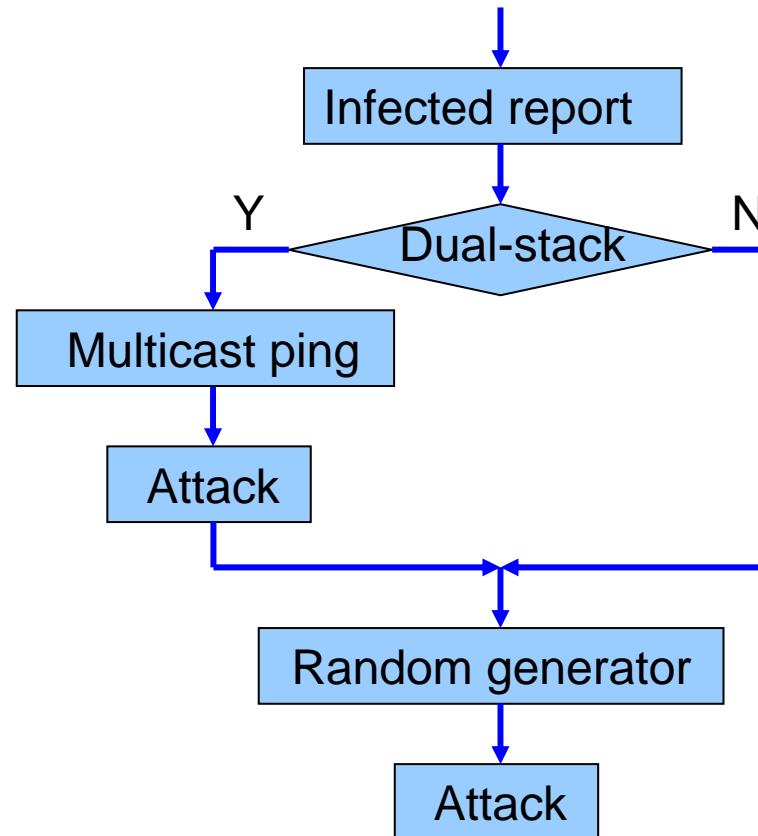 Infected report
Y
N
Dual-stack
Multicast ping
Attack
Random generator
Attack